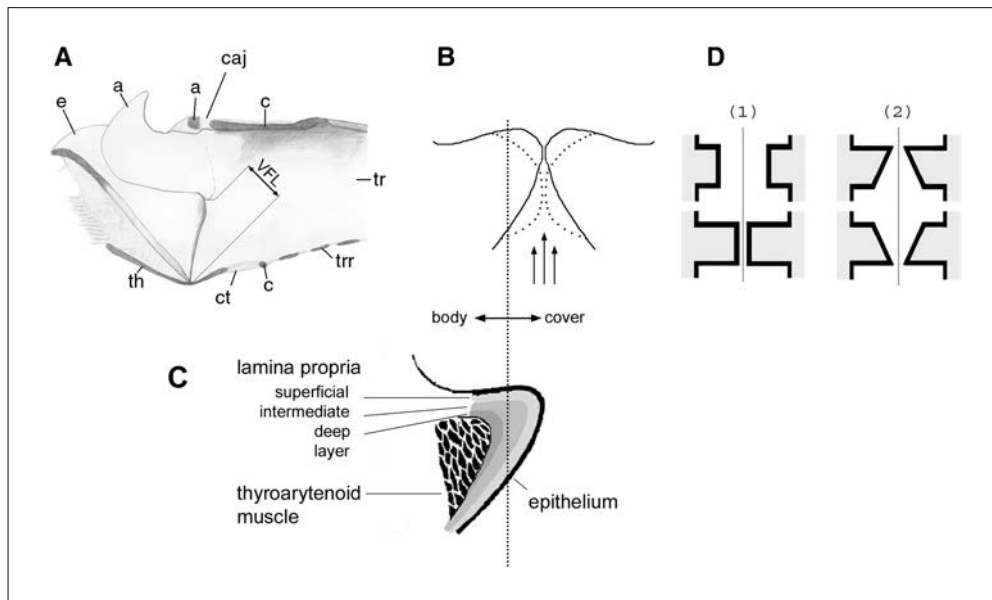 A
caj
a
a
c
e
VFL
tr
th
ct
c
trr
B
body
cover
C
lamina propria
superficial
intermediate
deep
layer
thyroarytenoid
muscle
epithelium
D
(1)
(2)